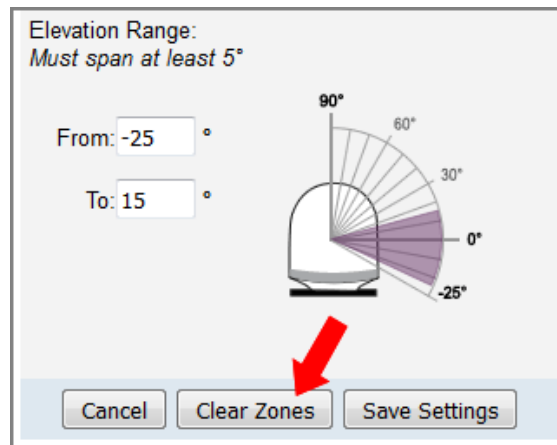 Elevation Range:
Must span at least 5°
90°
60°
From: -25 °
30°
To: 15 °
0°
-25°
Cancel Clear Zones Save Settings